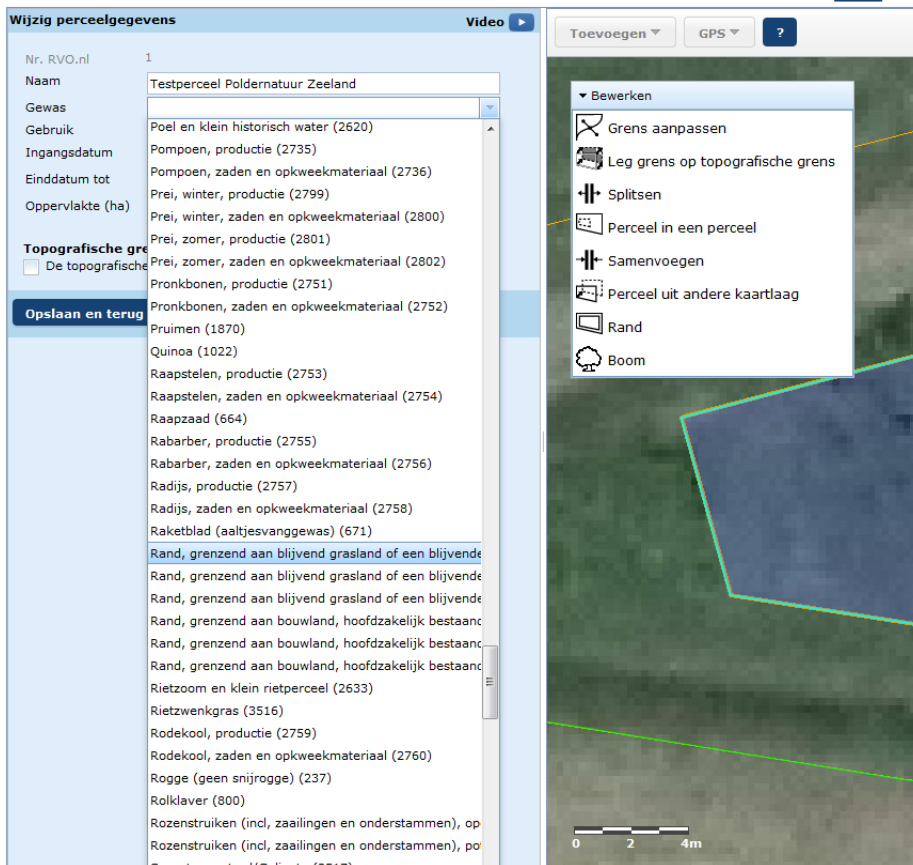 Wijzig perceelgegevens
Video
Nr. RVO.nl 1
Naam Testperceel Poldernatuur Zeeland
Gewas
Gebruik
Ingangsdatum
Einddatum tot
Oppervlakte (ha)
Topografische gre
De topografische
Opslaan en terug
Poel en klein historisch water (2620)
Pompoen, productie (2735)
Pompoen, zaden en opkweekmateriaal (2736)
Prei, winter, productie (2799)
Prei, winter, zaden en opkweekmateriaal (2800)
Prei, zomer, productie (2801)
Prei, zomer, zaden en opkweekmateriaal (2802)
Pronkbonen, productie (2751)
Pronkbonen, zaden en opkweekmateriaal (2752)
Pruimen (1870)
Quinoa (1022)
Raapstelen, productie (2753)
Raapstelen, zaden en opkweekmateriaal (2754)
Raapzaad (664)
Rabarber, productie (2755)
Rabarber, zaden en opkweekmateriaal (2756)
Radijs, productie (2757)
Radijs, zaden en opkweekmateriaal (2758)
Raketblad (aaltjesvanggewas) (671)
Rand, grenzend aan blijvend grasland of een blijvende
Rand, grenzend aan blijvend grasland of een blijvende
Rand, grenzend aan blijvend grasland of een blijvende
Rand, grenzend aan bouwland, hoofdzakelijk bestaand
Rand, grenzend aan bouwland, hoofdzakelijk bestaand
Rand, grenzend aan bouwland, hoofdzakelijk bestaand
Rietzoom en klein rietperceel (2633)
Rietzwenkgras (3516)
Rodekool, productie (2759)
Rodekool, zaden en opkweekmateriaal (2760)
Rogge (geen snijrogge) (237)
Rolklaver (800)
Rozenstruiken (incl, zaailingen en onderstammen), op
Rozenstruiken (incl, zaailingen en onderstammen), po
Toevoegen
GPS
?
Bewerken
Grens aanpassen
Leg grens op topografische grens
Splitsen
Perceel in een perceel
Samenvoegen
Perceel uit andere kaartlaag
Rand
Boom
0 2 4m